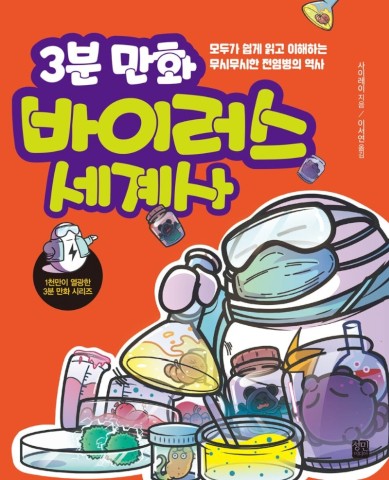 모두가 쉽게 읽고 이해하는
무시무시한 전염병의 역사
3분 만화
바이러스
세계사
사이레이 지음 / 이서연 옮김
1천만이 열광한
3분 만화 시리즈
정민